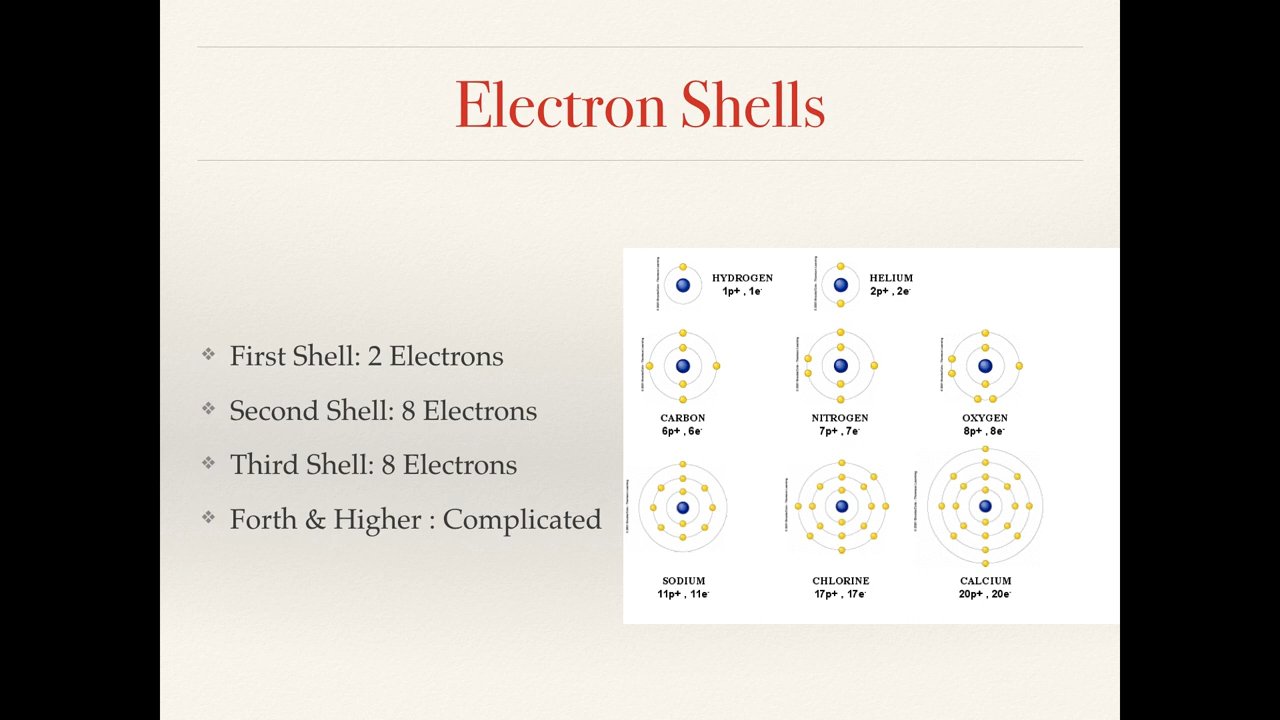 Electron Shells
❖ First Shell: 2 Electrons
❖ Second Shell: 8 Electrons
❖ Third Shell: 8 Electrons
❖ Forth & Higher : Complicated
HYDROGEN
1p+ , 1e-
HELIUM
2p+ , 2e-
CARBON
6p+ , 6e-
NITROGEN
7p+ , 7e-
OXYGEN
8p+ , 8e-
SODIUM
11p+ , 11e-
CHLORINE
17p+ , 17e-
CALCIUM
20p+ , 20e-